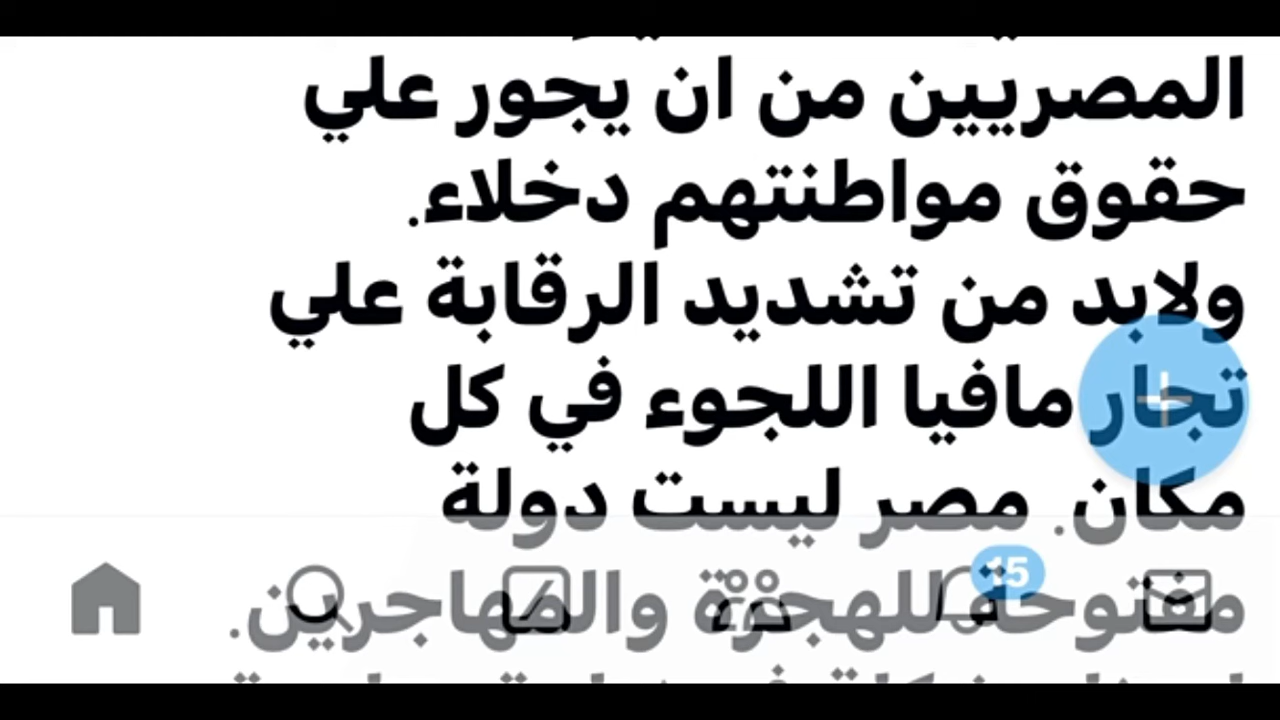 المصريين من ان يجور علي
حقوق مواطنتهم دخلاء.
ولابد من تشديد الرقابة علي
تجار مافيا اللجوء في كل
مكان. مصر ليست دولة
مفتوحة للهجرة والمهاجرين.
15